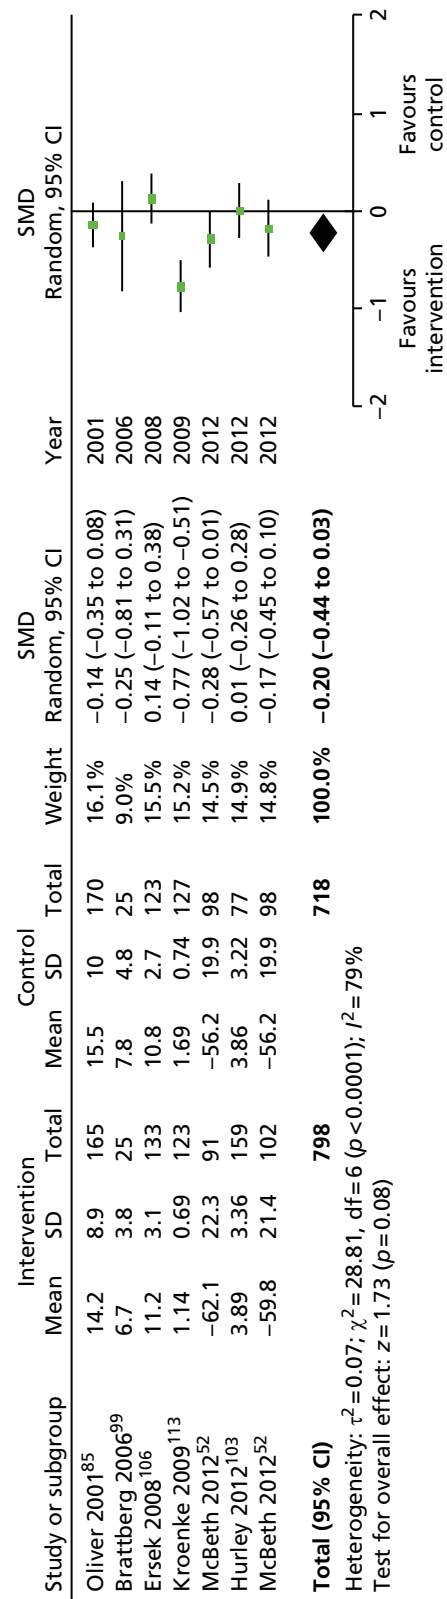 Intervention Control SMD SMD
Study or subgroup Mean SD Total Mean SD Total Weight Random, 95% CI Year Random, 95% CI
Oliver 2001⁸⁵ 14.2 8.9 165 15.5 10 170 16.1% −0.14 (−0.35 to 0.08) 2001
Brattberg 2006⁹⁹ 6.7 3.8 25 7.8 4.8 25 9.0% −0.25 (−0.81 to 0.31) 2006
Ersek 2008¹⁰⁶ 11.2 3.1 133 10.8 2.7 123 15.5% 0.14 (−0.11 to 0.38) 2008
Kroenke 2009¹¹³ 1.14 0.69 123 1.69 0.74 127 15.2% −0.77 (−1.02 to −0.51) 2009
McBeth 2012⁵² −62.1 22.3 91 −56.2 19.9 98 14.5% −0.28 (−0.57 to 0.01) 2012
Hurley 2012¹⁰³ 3.89 3.36 159 3.86 3.22 77 14.9% 0.01 (−0.26 to 0.28) 2012
McBeth 2012⁵² −59.8 21.4 102 −56.2 19.9 98 14.8% −0.17 (−0.45 to 0.10) 2012
Total (95% CI) 798 718 100.0% −0.20 (−0.44 to 0.03)
Heterogeneity: τ²=0.07; χ²=28.81, df=6 (p<0.0001); I²=79%
Test for overall effect: z=1.73 (p=0.08)
−2 −1 0 1 2
Favours Favours
intervention control